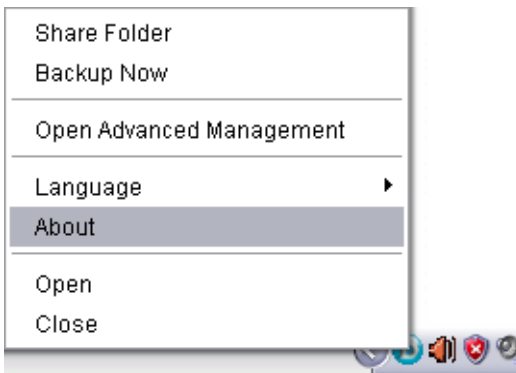 Share Folder
Backup Now
Open Advanced Management
Language
About
Open
Close